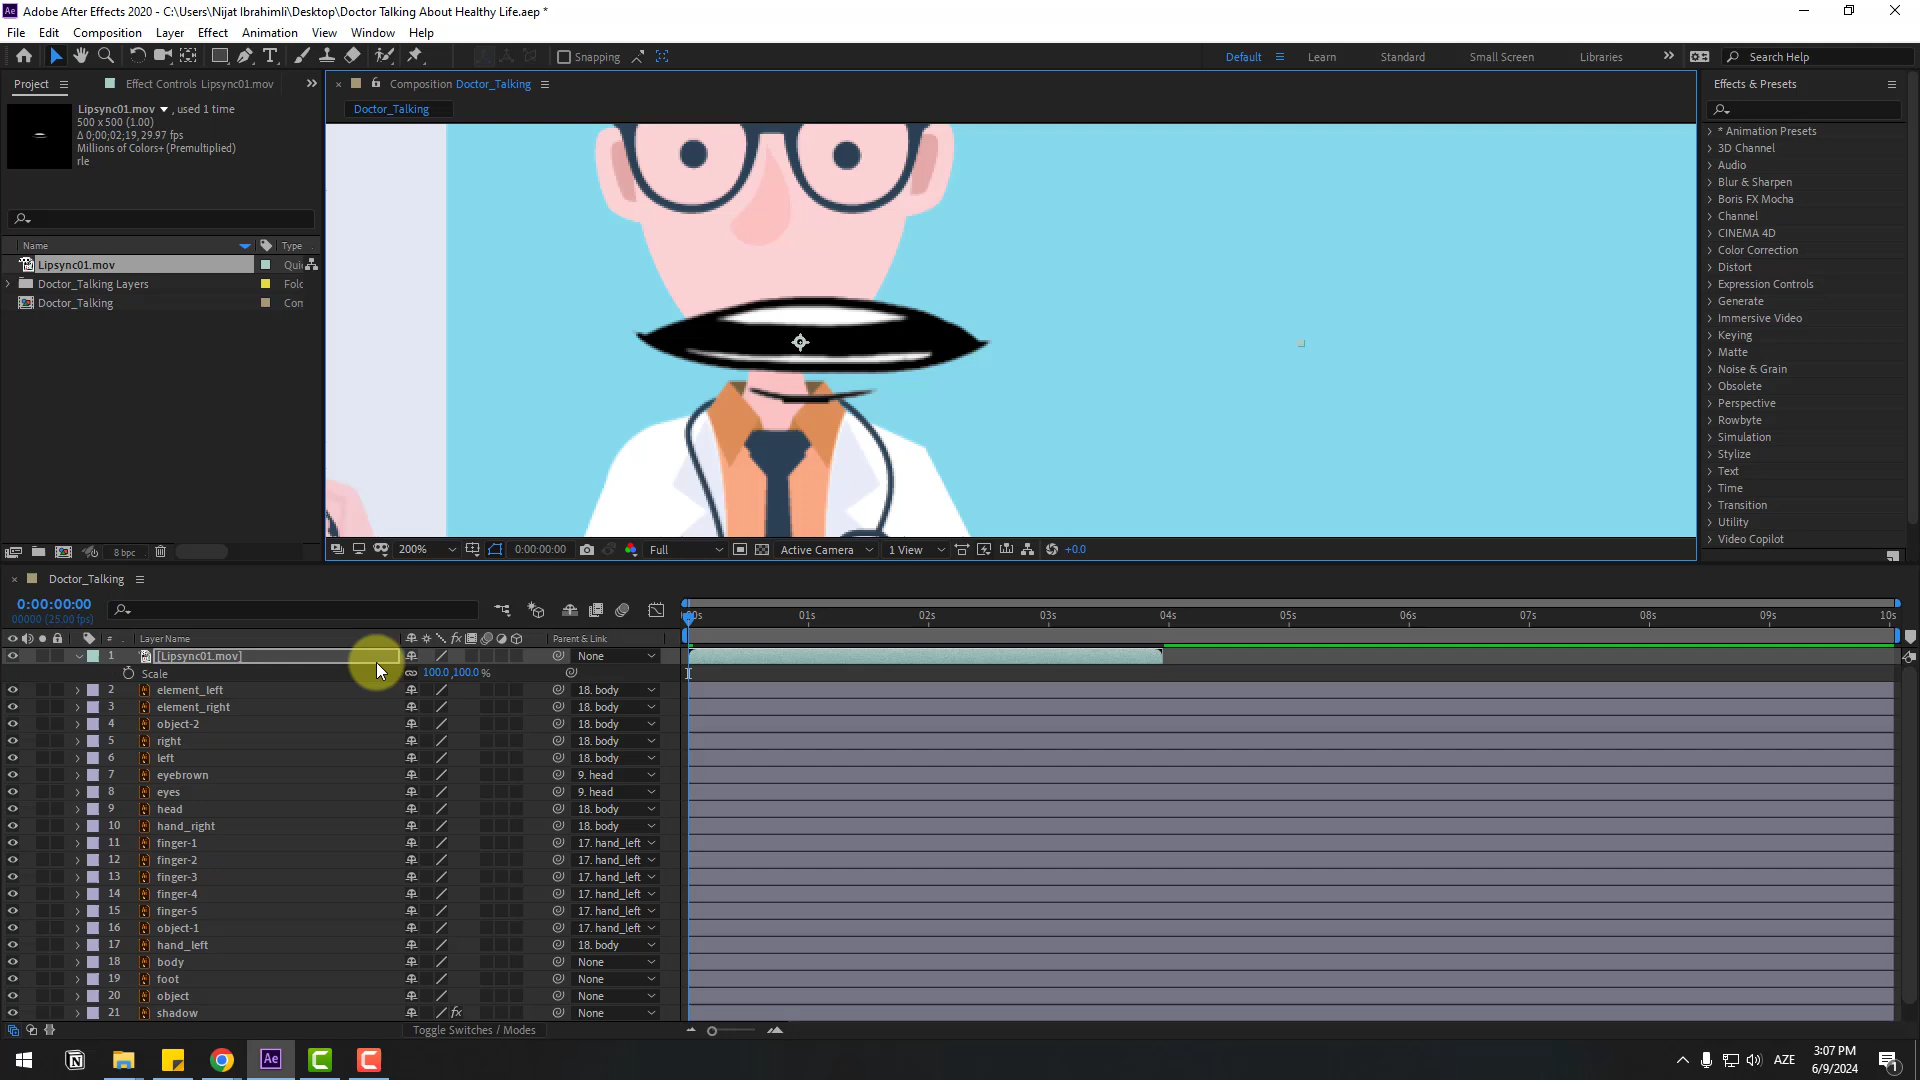 Adobe After Effects 2020 - C:\Users\Nijat Ibrahimli\Desktop\Doctor Talking About Healthy Life.aep *
File Edit Composition Layer Effect Animation View Window Help
Snapping Default Learn Standard Small Screen Libraries Search Help
Project Effect Controls Lipsync01.mov
Composition Doctor_Talking
Effects & Presets
Doctor_Talking
Lipsync01.mov , used 1 time
500 x 500 (1.00)
Δ 0;00;02;19, 29.97 fps
Millions of Colors+ (Premultiplied)
rle
Name Type
Lipsync01.mov Qui
Doctor_Talking Layers Folc
Doctor_Talking Con
* Animation Presets
3D Channel
Audio
Blur & Sharpen
Boris FX Mocha
Channel
CINEMA 4D
Color Correction
Distort
Expression Controls
Generate
Immersive Video
Keying
Matte
Noise & Grain
Obsolete
Perspective
Rowbyte
Simulation
Stylize
Text
Time
Transition
Utility
Video Copilot
8 bpc
200% 0:00:00:00 Full Active Camera 1 View +0.0
Doctor_Talking
0:00:00:00
00000 (25.00 fps)
01s 02s 03s 04s 05s 06s 07s 08s 09s 10s
# Layer Name Parent & Link
1 [Lipsync01.mov] None
Scale 100.0,100.0 %
2 element_left 18. body
3 element_right 18. body
4 object-2 18. body
5 right 18. body
6 left 18. body
7 eyebrown 9. head
8 eyes 9. head
9 head 18. body
10 hand_right 18. body
11 finger-1 17. hand_left
12 finger-2 17. hand_left
13 finger-3 17. hand_left
14 finger-4 17. hand_left
15 finger-5 17. hand_left
16 object-1 17. hand_left
17 hand_left 18. body
18 body None
19 foot None
20 object None
21 shadow None
Toggle Switches / Modes
AZE
3:07 PM
6/9/2024